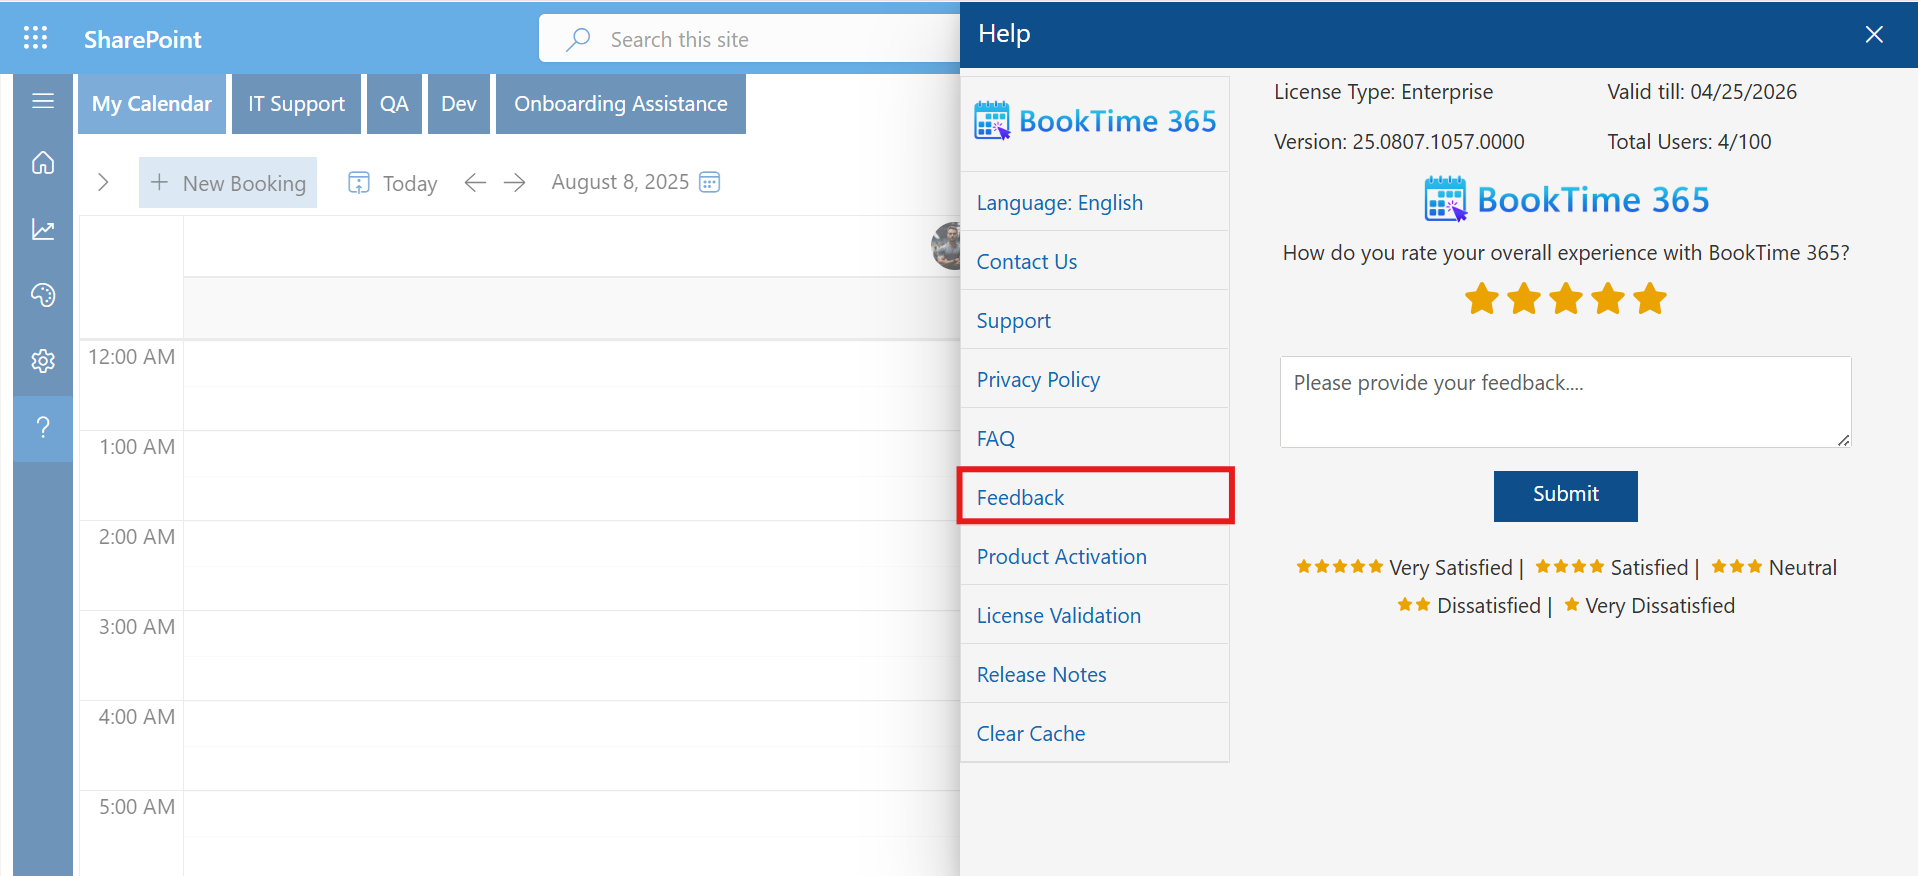 SharePoint
Search this site
My Calendar
IT Support
QA
Dev
Onboarding Assistance
+ New Booking
Today
August 8, 2025
12:00 AM
1:00 AM
2:00 AM
3:00 AM
4:00 AM
5:00 AM
Help
BookTime 365
Language: English
Contact Us
Support
Privacy Policy
FAQ
Feedback
Product Activation
License Validation
Release Notes
Clear Cache
License Type: Enterprise
Valid till: 04/25/2026
Version: 25.0807.1057.0000
Total Users: 4/100
BookTime 365
How do you rate your overall experience with BookTime 365?
Please provide your feedback....
Submit
★★★★★ Very Satisfied | ★★★★ Satisfied | ★★★ Neutral
★★ Dissatisfied | ★ Very Dissatisfied